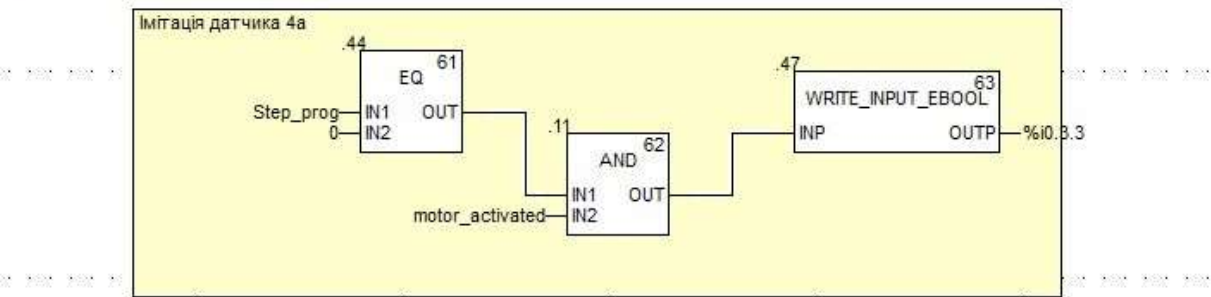 Імітація датчика 4а
.44
61
EQ
Step_prog
IN1
OUT
0
IN2
.11
62
AND
IN1
OUT
motor_activated
IN2
.47
63
WRITE_INPUT_EBOOL
INP
OUTP
%i0.3.3